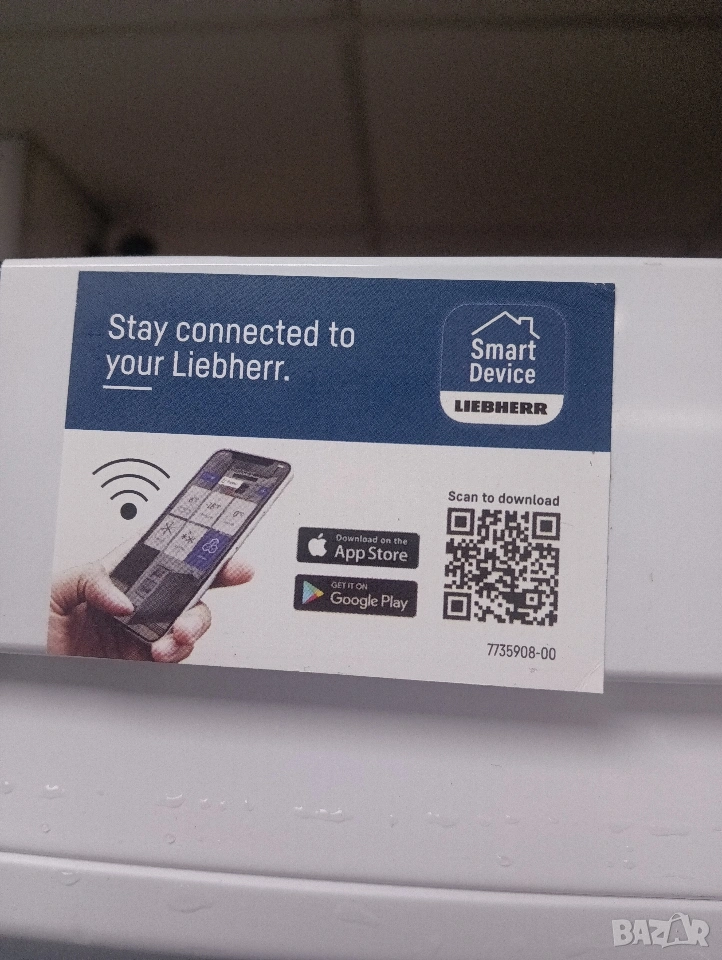 Stay connected to
your Liebherr.
Smart
Device
LIEBHERR
Scan to download
Download on the
App Store
GET IT ON
Google Play
7735908-00
BAZAR